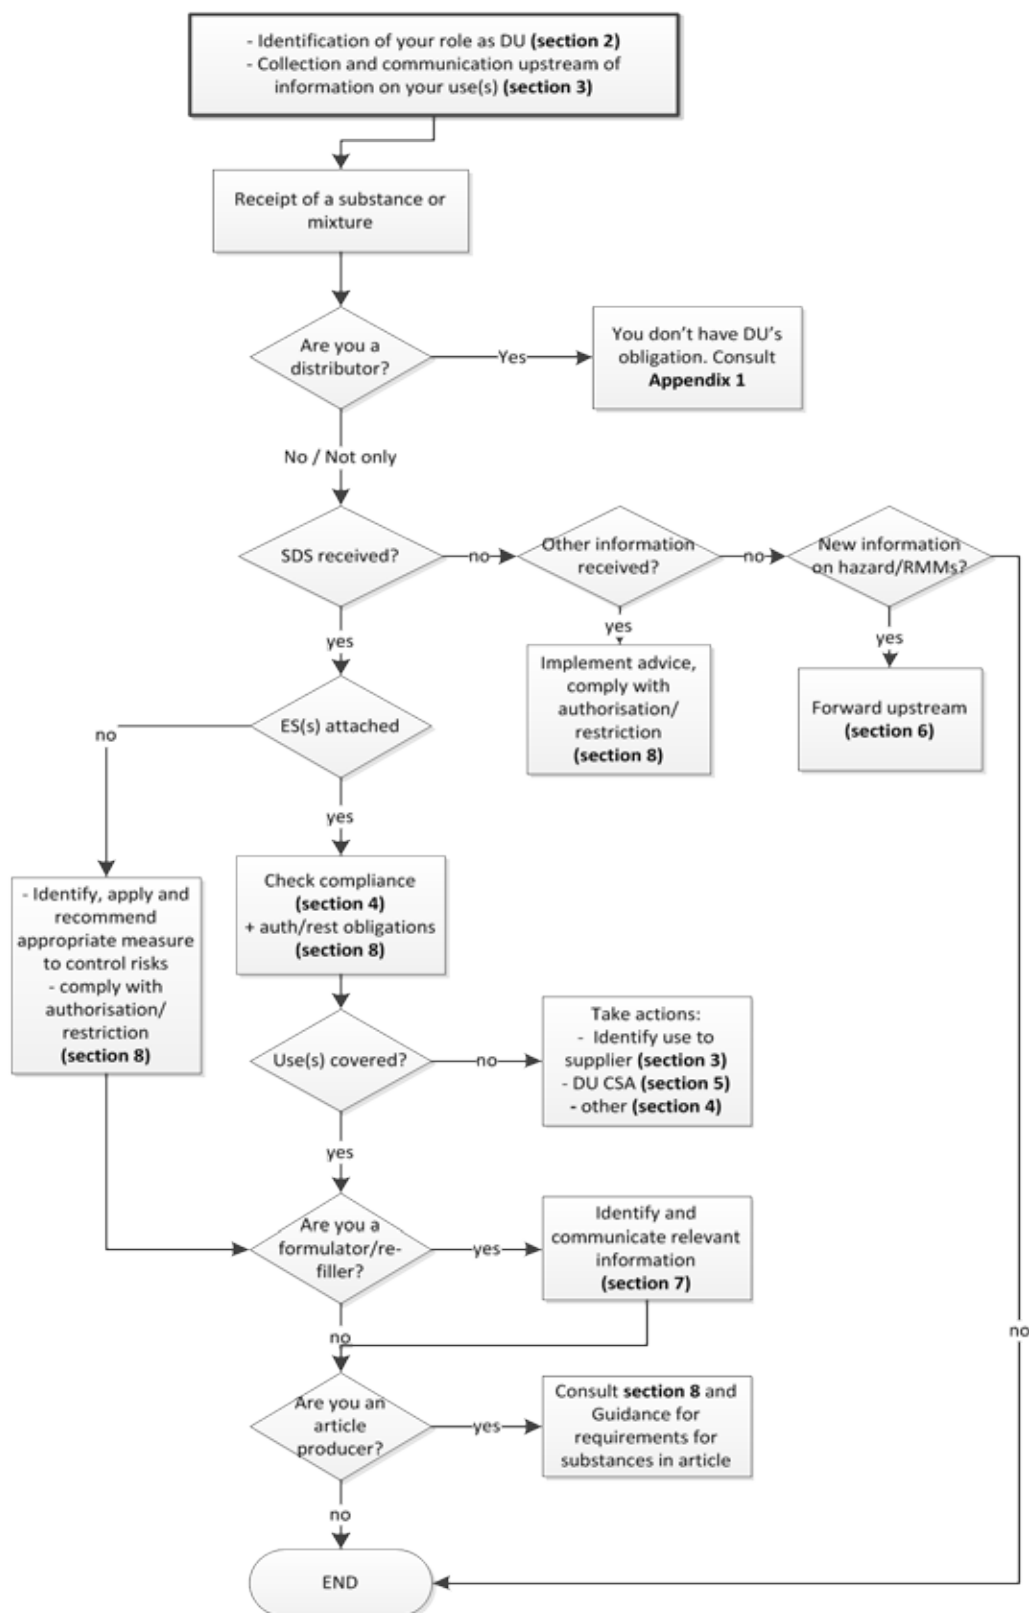 - Identification of your role as DU (section 2)
- Collection and communication upstream of
information on your use(s) (section 3)
Receipt of a substance or
mixture
Are you a
distributor?
Yes
You don't have DU's
obligation. Consult
Appendix 1
No / Not only
SDS received?
no
Other information
received?
no
New information
on hazard/RMMs?
yes
yes
yes
Implement advice,
comply with
authorisation/
restriction
(section 8)
Forward upstream
(section 6)
ES(s) attached
no
yes
- Identify, apply and
recommend
appropriate measure
to control risks
- comply with
authorisation/
restriction
(section 8)
Check compliance
(section 4)
+ auth/rest obligations
(section 8)
Use(s) covered?
no
Take actions:
- Identify use to
supplier (section 3)
- DU CSA (section 5)
- other (section 4)
yes
Are you a
formulator/re-
filler?
yes
Identify and
communicate relevant
information
(section 7)
no
no
Are you an
article
producer?
yes
Consult section 8 and
Guidance for
requirements for
substances in article
no
END